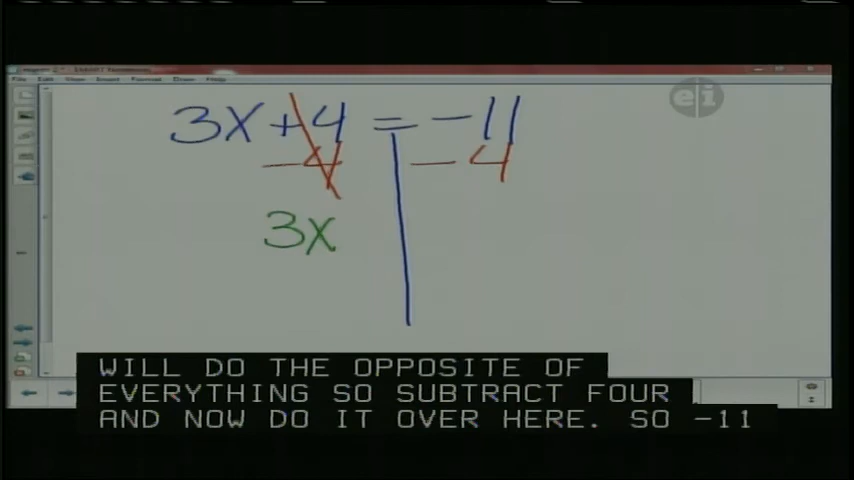 ei
3X + 4 = -11
-4 -4
3X
WILL DO THE OPPOSITE OF
EVERYTHING SO SUBTRACT FOUR
AND NOW DO IT OVER HERE. SO -11